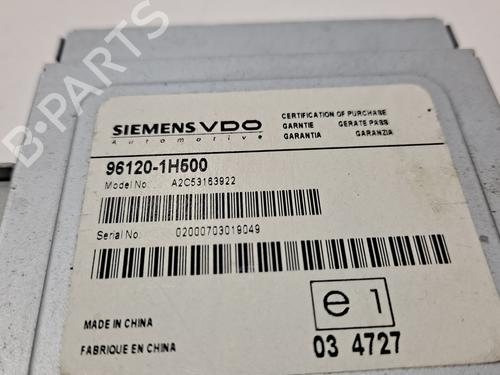 B-PARTS
SIEMENS VDO
Automotive
CERTIFICATION OF PURCHASE
GARANTIE GERATE PASS
GARANTIA GARANZIA
96120-1H500
Model No: A2C53163922
Serial No: 02000703019049
MADE IN CHINA
FABRIQUE EN CHINA
e 1
03 4727